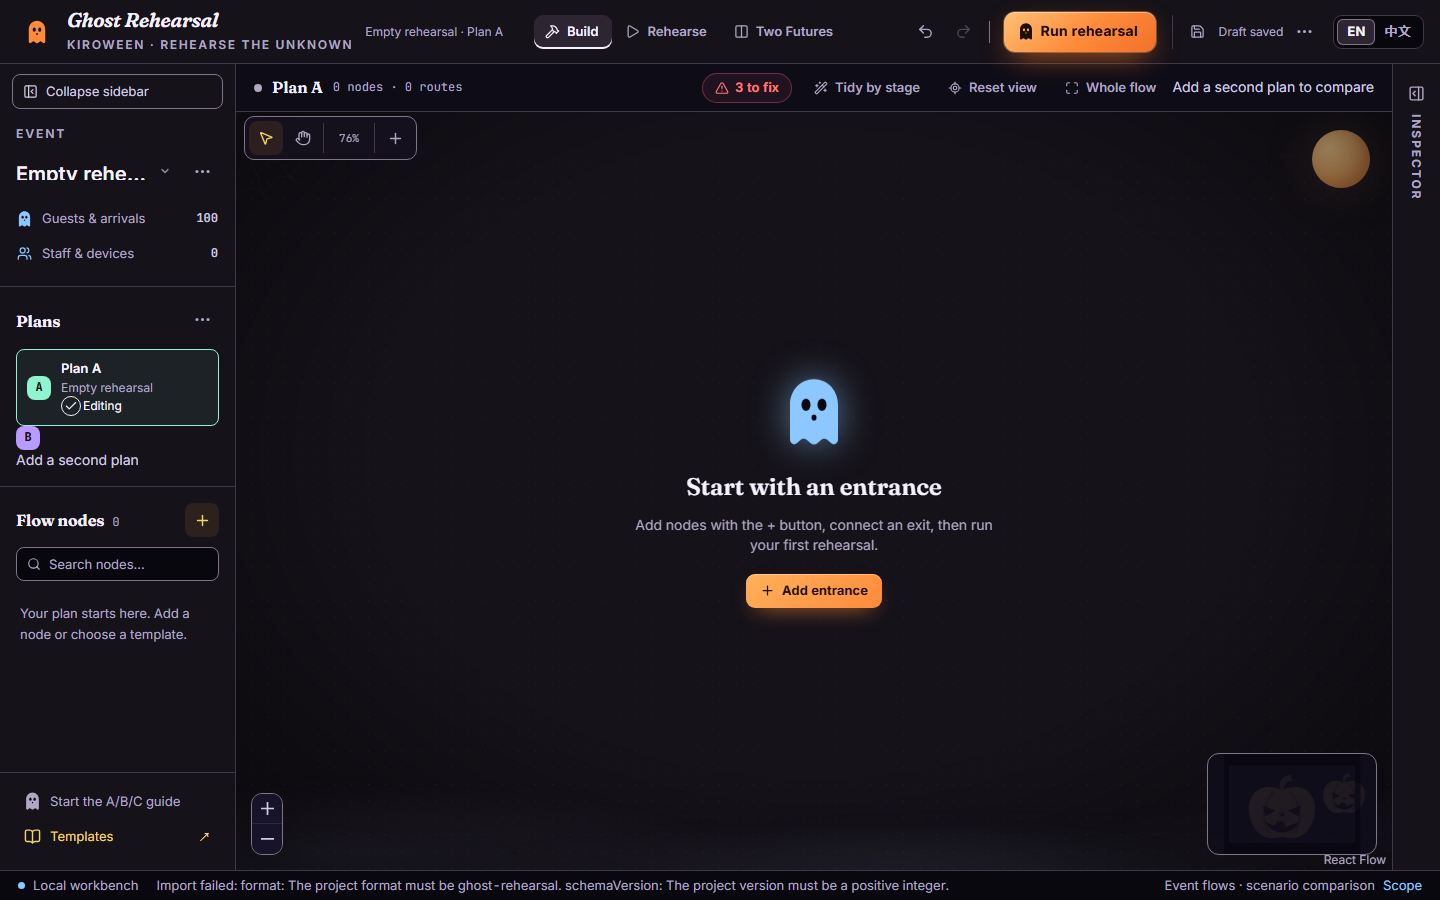 Ghost Rehearsal
KIROWEEN · REHEARSE THE UNKNOWN
Empty rehearsal · Plan A
Build
Rehearse
Two Futures
Run rehearsal
Draft saved
EN
中文
Collapse sidebar
EVENT
Empty rehe...
Guests & arrivals 100
Staff & devices 0
Plans
A
Plan A
Empty rehearsal
Editing
B
Add a second plan
Flow nodes 0
Search nodes...
Your plan starts here. Add a
node or choose a template.
Start the A/B/C guide
Templates
Plan A 0 nodes · 0 routes
3 to fix
Tidy by stage
Reset view
Whole flow
Add a second plan to compare
76%
INSPECTOR
Start with an entrance
Add nodes with the + button, connect an exit, then run
your first rehearsal.
+ Add entrance
React Flow
Local workbench
Import failed: format: The project format must be ghost-rehearsal. schemaVersion: The project version must be a positive integer.
Event flows · scenario comparison Scope